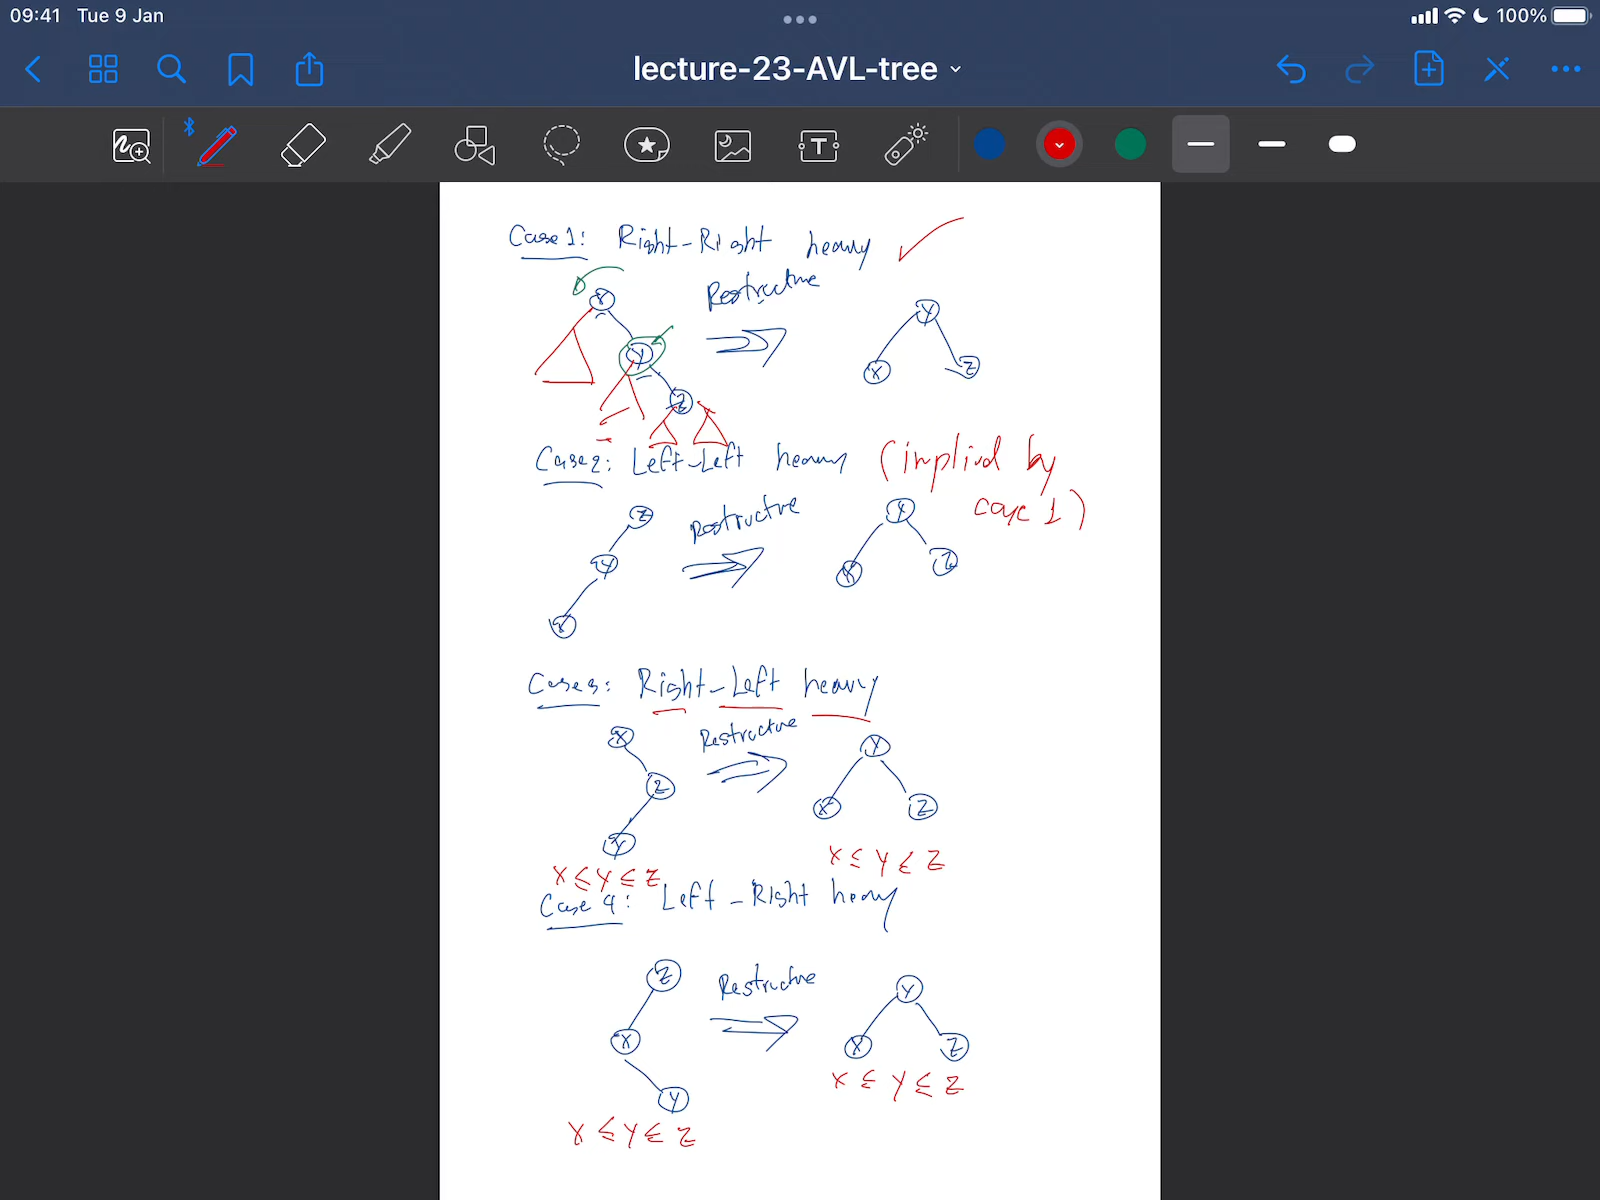 09:41 Tue 9 Jan
100%
lecture-23-AVL-tree
T
Case 1: Right-Right heavy
Restructure
X
Y
Z
Y
X
Z
Case 2: Left-Left heavy (implied by
case 1)
Restructure
Z
Y
X
Y
X
Z
Case 3: Right-Left heavy
Restructure
X
Z
Y
Y
X
Z
X ≤ Y ≤ Z
X ≤ Y ≤ Z
Case 4: Left-Right heavy
Restructure
Z
X
Y
Y
X
Z
X ≤ Y ≤ Z
X ≤ Y ≤ Z